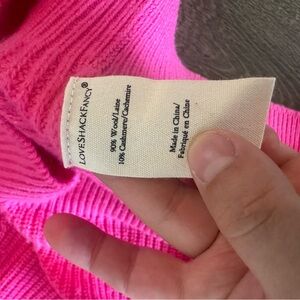 LOVESHACKFANCY®
90% Wool/Laine
10% Cashmere/Cachemire
Made in China/
Fabriqué en Chine